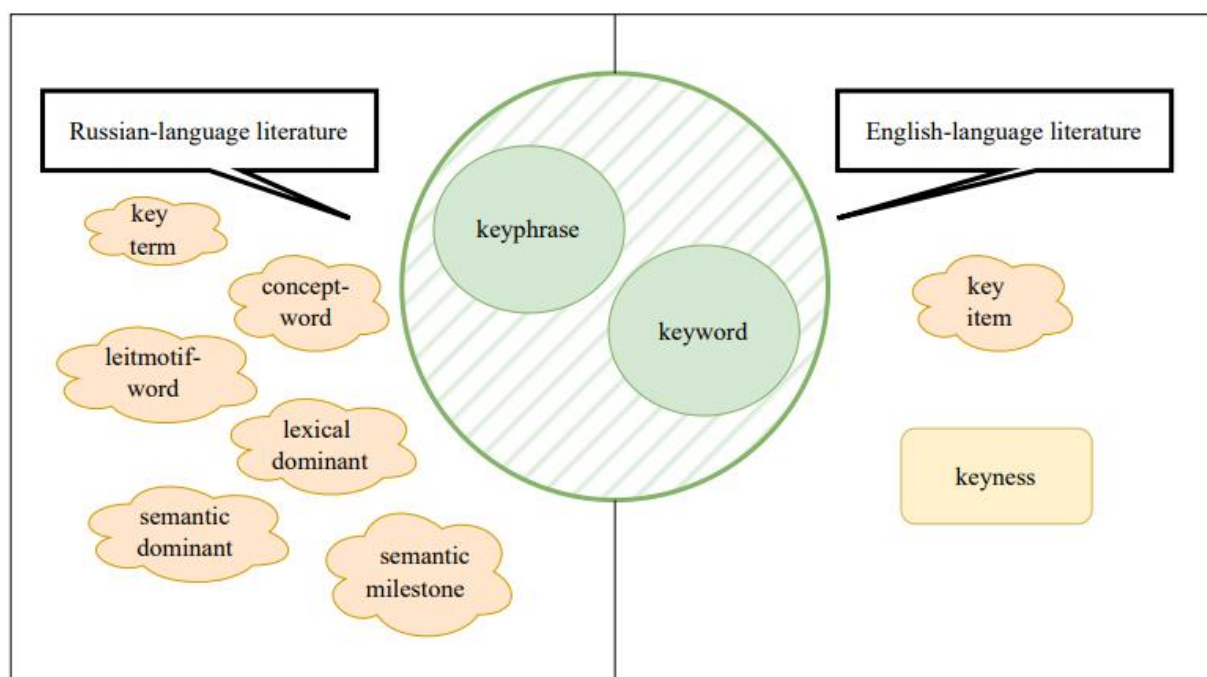 Russian-language literature
English-language literature
key
term
concept-
word
leitmotif-
word
lexical
dominant
semantic
dominant
semantic
milestone
keyphrase
keyword
key
item
keyness